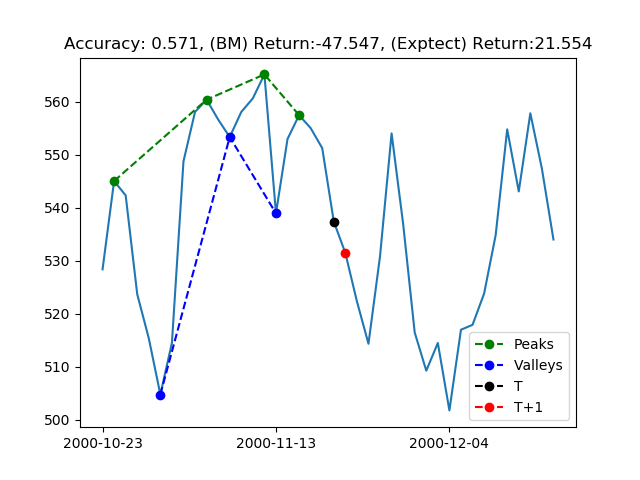 Accuracy: 0.571, (BM) Return:-47.547, (Exptect) Return:21.554
560
550
540
530
520
510
500
Peaks
Valleys
T
T+1
2000-10-23
2000-11-13
2000-12-04